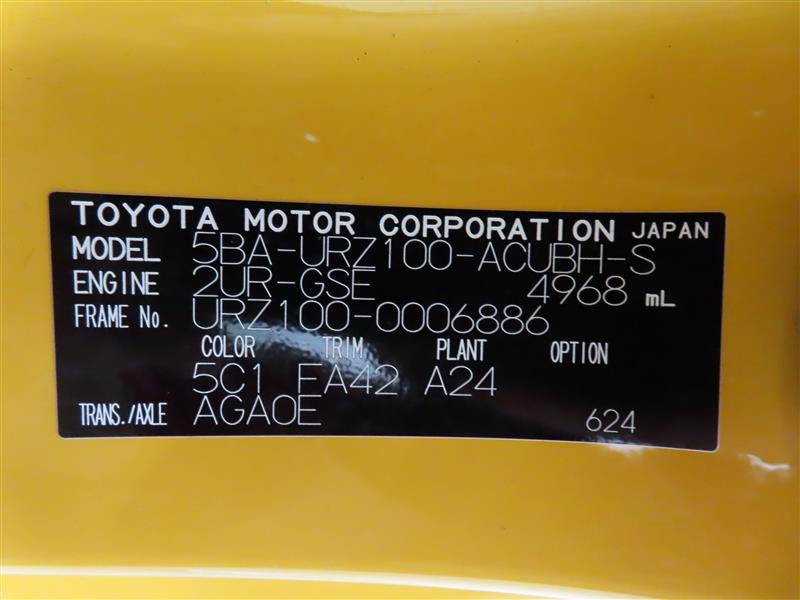 TOYOTA MOTOR CORPORATION JAPAN
MODEL 5BA-URZ100-ACUBH-S
ENGINE 2UR-GSE 4968 mL
FRAME No. URZ100-0006886
COLOR TRIM PLANT OPTION
5C1 EA42 A24
TRANS./AXLE AGA0E 624